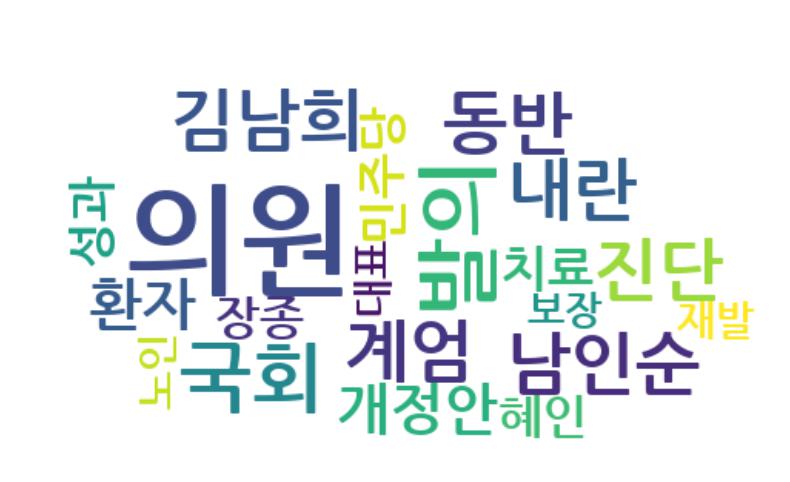 김남희
동반
민주당
성과
의원
발의
내란
대표
치료
진단
환자
장종
보장
재발
노인
국회
계엄
남인순
개정안
혜인